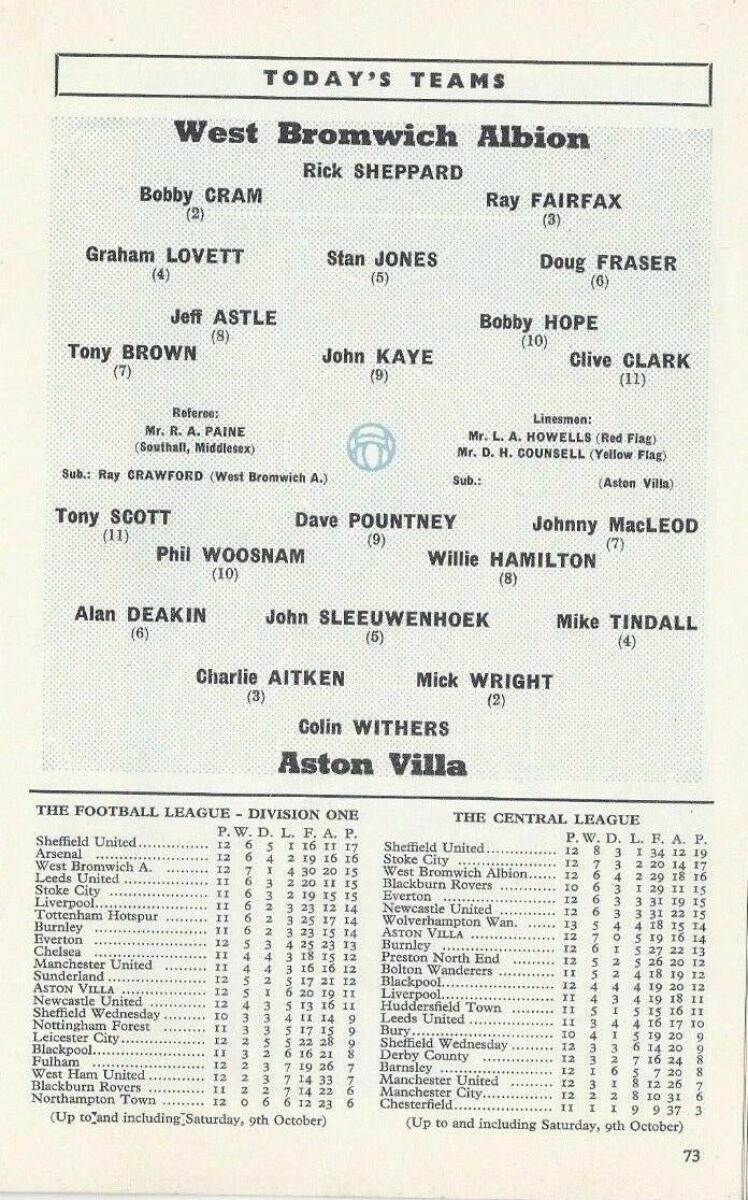 TODAY'S TEAMS
West Bromwich Albion
Rick SHEPPARD
Bobby CRAM Ray FAIRFAX
(2) (3)
Graham LOVETT Stan JONES Doug FRASER
(4) (5) (6)
Jeff ASTLE Bobby HOPE
(8) (10)
Tony BROWN John KAYE Clive CLARK
(7) (9) (11)
Referee: Linesmen:
Mr. R. A. PAINE Mr. L. A. HOWELLS (Red Flag)
(Southall, Middlesex) Mr. D. H. COUNSELL (Yellow Flag)
Sub.: Ray CRAWFORD (West Bromwich A.) Sub.: (Aston Villa)
Tony SCOTT Dave POUNTNEY Johnny MacLEOD
(11) (9) (7)
Phil WOOSNAM Willie HAMILTON
(10) (8)
Alan DEAKIN John SLEEUWENHOEK Mike TINDALL
(6) (5) (4)
Charlie AITKEN Mick WRIGHT
(3) (2)
Colin WITHERS
Aston Villa
THE FOOTBALL LEAGUE - DIVISION ONE
P. W. D. L. F. A. P.
Sheffield United 12 6 5 1 16 11 17
Arsenal 12 6 4 2 19 16 16
West Bromwich A. 12 7 1 4 30 20 15
Leeds United 11 6 3 2 20 11 15
Stoke City 11 6 3 2 19 15 15
Liverpool 11 6 2 3 23 12 14
Tottenham Hotspur 11 6 2 3 25 17 14
Burnley 11 6 2 3 23 15 14
Everton 12 5 3 4 25 23 13
Chelsea 11 4 4 3 18 15 12
Manchester United 11 4 4 3 16 16 12
Sunderland 12 5 2 5 17 21 12
ASTON VILLA 12 5 1 6 20 19 11
Newcastle United 12 4 3 5 13 16 11
Sheffield Wednesday 10 3 3 4 11 14 9
Nottingham Forest 11 3 3 5 17 15 9
Leicester City 12 2 5 5 22 28 9
Blackpool 11 3 2 6 16 21 8
Fulham 12 2 3 7 19 26 7
West Ham United 12 2 3 7 14 33 7
Blackburn Rovers 11 2 2 7 14 22 6
Northampton Town 12 0 6 6 12 23 6
(Up to and including Saturday, 9th October)
THE CENTRAL LEAGUE
P. W. D. L. F. A. P.
Sheffield United 12 8 3 1 34 12 19
Stoke City 12 7 3 2 20 14 17
West Bromwich Albion 12 6 4 2 29 18 16
Blackburn Rovers 10 6 3 1 29 11 15
Everton 12 6 3 3 31 19 15
Newcastle United 12 6 3 3 31 22 15
Wolverhampton Wan. 13 5 4 4 18 15 14
ASTON VILLA 12 7 0 5 19 16 14
Burnley 12 6 1 5 27 22 13
Preston North End 12 5 2 5 26 20 12
Bolton Wanderers 11 5 2 4 18 19 12
Blackpool 12 4 4 4 19 20 12
Liverpool 11 4 3 4 19 18 11
Huddersfield Town 11 5 1 5 15 16 11
Leeds United 11 3 4 4 16 17 10
Bury 10 4 1 5 19 20 9
Sheffield Wednesday 12 3 3 6 14 20 9
Derby County 12 3 2 7 16 24 8
Barnsley 12 1 6 5 7 20 8
Manchester United 12 3 1 8 12 26 7
Manchester City 12 2 2 8 10 31 6
Chesterfield 11 1 1 9 9 37 3
(Up to and including Saturday, 9th October)
73